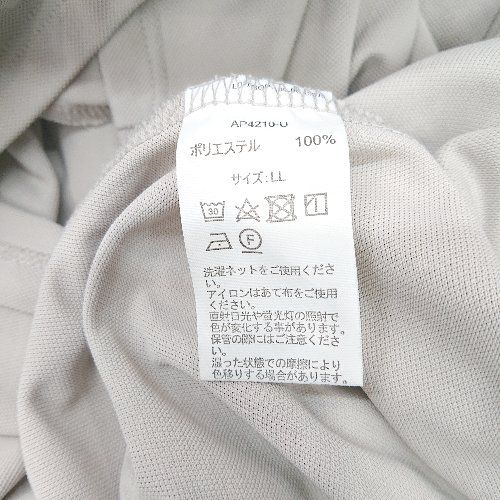 AP4210-U
ポリエステル 100%
サイズ:LL
30
F
洗濯ネットをご使用くださ
い。
アイロンはあて布をご使用
ください。
直射日光や蛍光灯の照射で
色が変化する事があります。
保管の際にはご注意くださ
い。
湿った状態での摩擦により
色移りする場合があります。